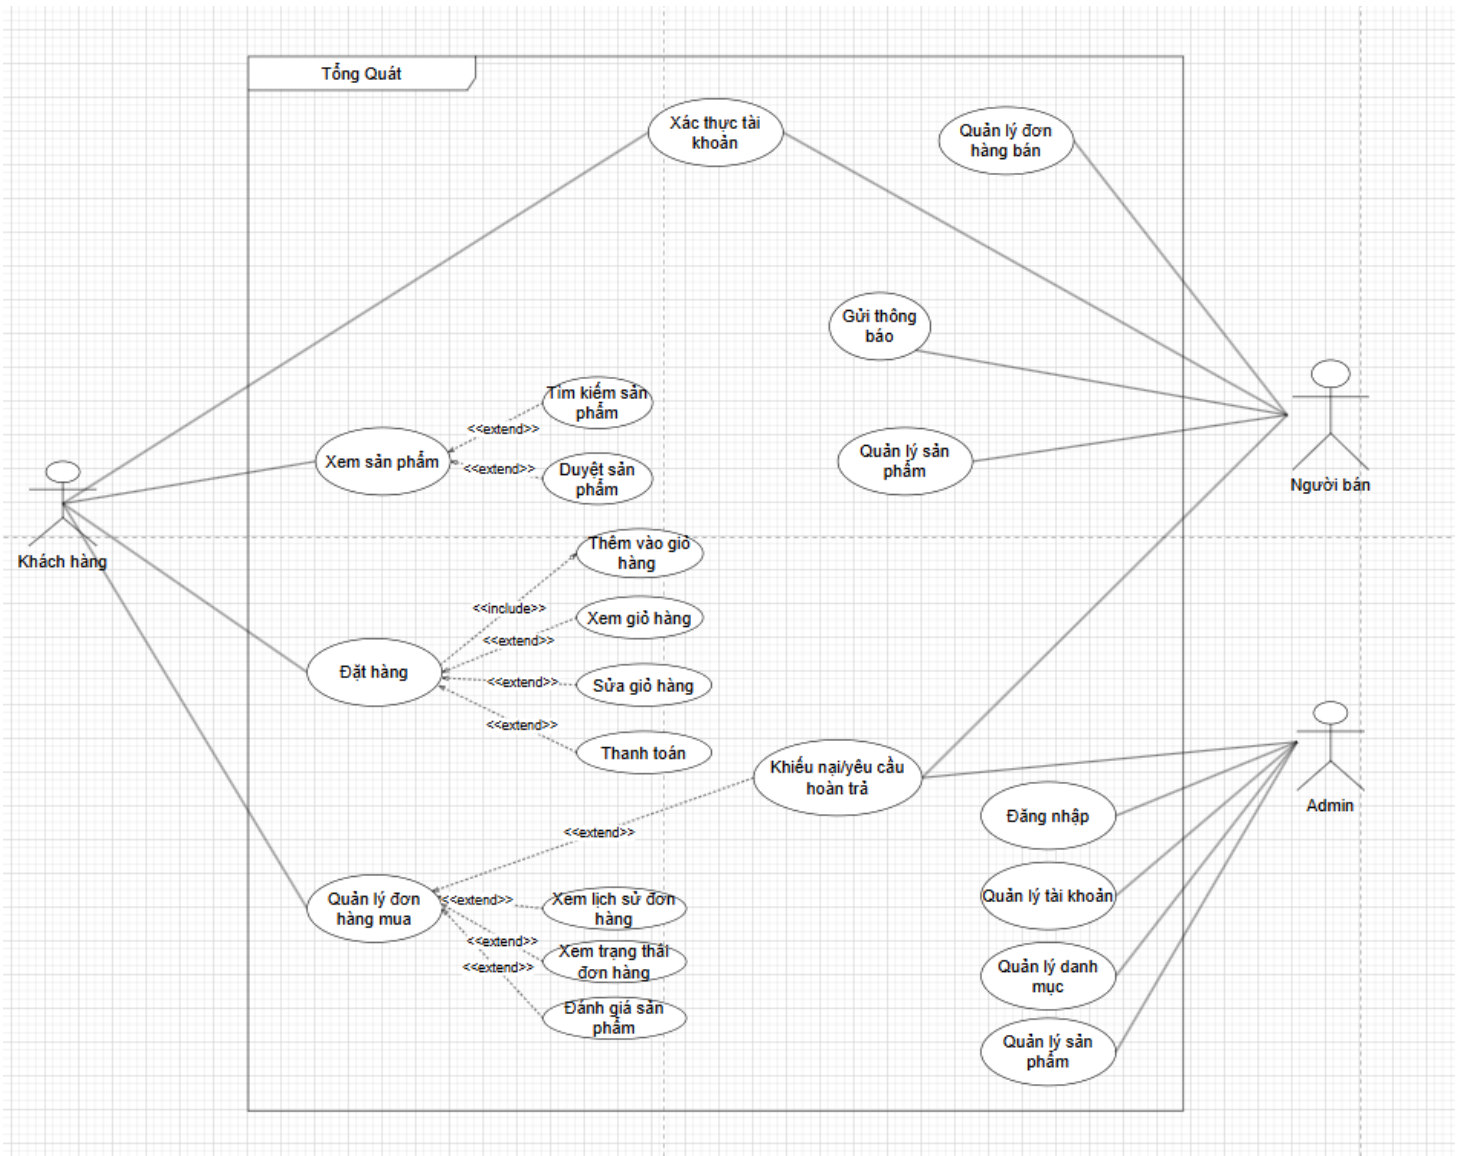 Tổng Quát
Xác thực tài
khoản
Quản lý đơn
hàng bán
Gửi thông
báo
Quản lý sản
phẩm
Người bán
Tìm kiếm sản
phẩm
<<extend>>
Xem sản phẩm
<<extend>>
Duyệt sản
phẩm
Khách hàng
Thêm vào giỏ
hàng
<<include>>
Xem giỏ hàng
<<extend>>
Đặt hàng
<<extend>>
Sửa giỏ hàng
<<extend>>
Thanh toán
Khiếu nại/yêu cầu
hoàn trả
Admin
Đăng nhập
<<extend>>
Quản lý tài khoản
Quản lý đơn
hàng mua
<<extend>>
Xem lịch sử đơn
hàng
<<extend>>
Xem trạng thái
đơn hàng
<<extend>>
Quản lý danh
mục
Đánh giá sản
phẩm
Quản lý sản
phẩm